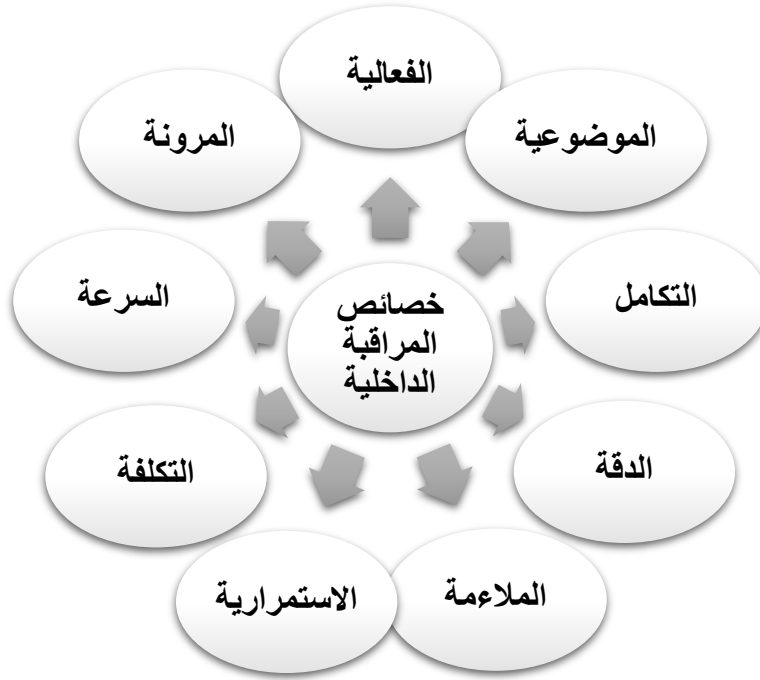 الفعالية
الموضوعية
المرونة
التكامل
السرعة
خصائص
المراقبة
الداخلية
الدقة
التكلفة
الملاءمة
الاستمرارية